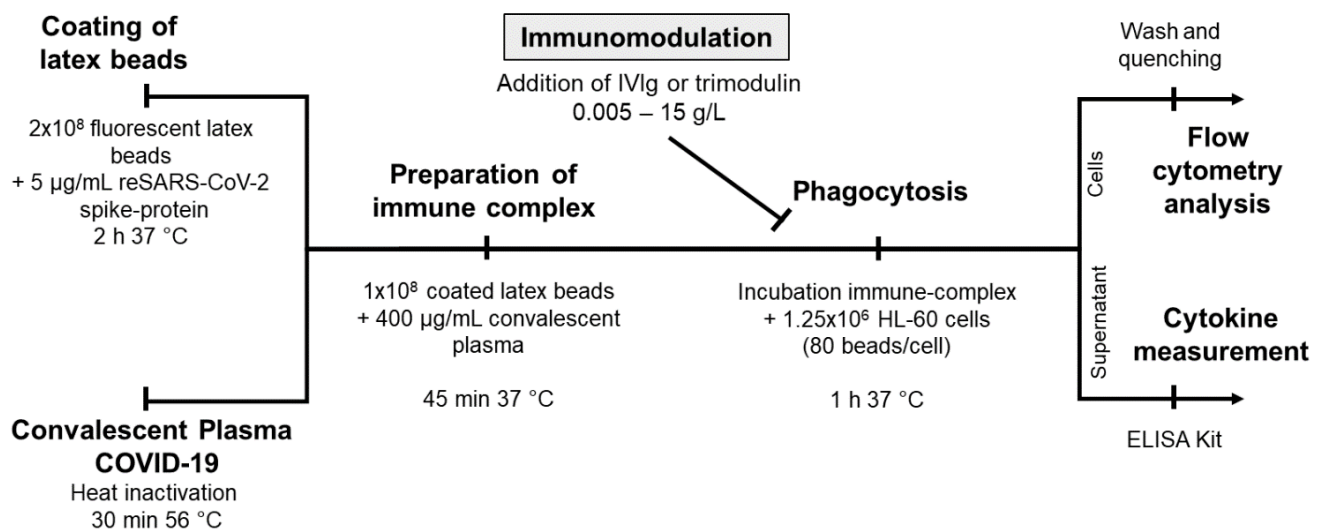 Coating of
latex beads
2x10⁸ fluorescent latex
beads
+ 5 µg/mL reSARS-CoV-2
spike-protein
2 h 37 °C
Convalescent Plasma
COVID-19
Heat inactivation
30 min 56 °C
Preparation of
immune complex
1x10⁸ coated latex beads
+ 400 µg/mL convalescent
plasma
45 min 37 °C
Immunomodulation
Addition of IVIg or trimodulin
0.005 – 15 g/L
Phagocytosis
Incubation immune-complex
+ 1.25x10⁶ HL-60 cells
(80 beads/cell)
1 h 37 °C
Cells
Wash and
quenching
Flow
cytometry
analysis
Supernatant
Cytokine
measurement
ELISA Kit